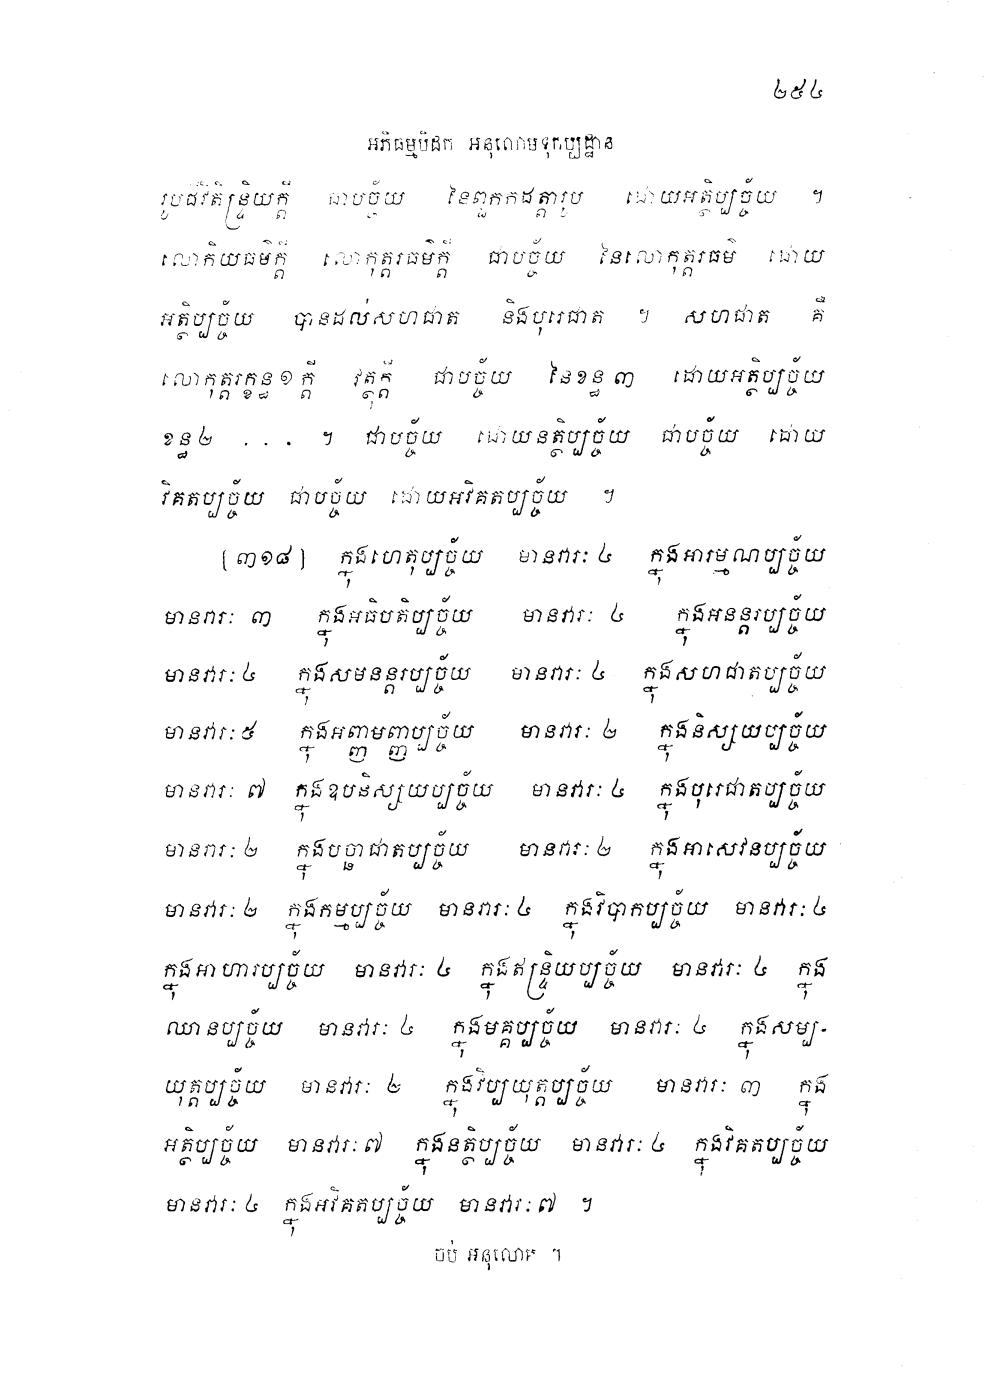 ២៥៤
អភិធម្មបិដក អនុលោមទុកប្បដ្ឋាន
រូបជីវិតិន្ទ្រិយក្តី ជាបច្ច័យ នៃពួកកដត្តារូប ដោយអត្ថិប្បច្ច័យ ។
លោកិយធម៌ក្តី លោកុត្តរធម៌ក្តី ជាបច្ច័យ នៃលោកុត្តរធម៌ ដោយ
អត្ថិប្បច្ច័យ បានដល់សហជាត និងបុរេជាត ។ សហជាត គឺ
លោកុត្តរក្ខន្ធ១ក្តី វត្ថុក្តី ជាបច្ច័យ នៃខន្ធ៣ ដោយអត្ថិប្បច្ច័យ
ខន្ធ២ ... ។ ជាបច្ច័យ ដោយនត្ថិប្បច្ច័យ ជាបច្ច័យ ដោយ
វិគតប្បច្ច័យ ជាបច្ច័យ ដោយអវិគតប្បច្ច័យ ។
[៣១៨] ក្នុងហេតុប្បច្ច័យ មានវារៈ ៤ ក្នុងអារម្មណប្បច្ច័យ
មានវារៈ ៣ ក្នុងអធិបតិប្បច្ច័យ មានវារៈ ៤ ក្នុងអនន្តរប្បច្ច័យ
មានវារៈ ៤ ក្នុងសមនន្តរប្បច្ច័យ មានវារៈ ៤ ក្នុងសហជាតប្បច្ច័យ
មានវារៈ ៥ ក្នុងអញ្ញាមញ្ញប្បច្ច័យ មានវារៈ ២ ក្នុងនិស្សយប្បច្ច័យ
មានវារៈ ៧ ក្នុងឧបនិស្សយប្បច្ច័យ មានវារៈ ៤ ក្នុងបុរេជាតប្បច្ច័យ
មានវារៈ ២ ក្នុងបច្ឆាជាតប្បច្ច័យ មានវារៈ ២ ក្នុងអាសេវនប្បច្ច័យ
មានវារៈ ២ ក្នុងកម្មប្បច្ច័យ មានវារៈ ៤ ក្នុងវិបាកប្បច្ច័យ មានវារៈ ៤
ក្នុងអាហារប្បច្ច័យ មានវារៈ ៤ ក្នុងឥន្ទ្រិយប្បច្ច័យ មានវារៈ ៤ ក្នុង
ឈានប្បច្ច័យ មានវារៈ ៤ ក្នុងមគ្គប្បច្ច័យ មានវារៈ ៤ ក្នុងសម្ប-
យុត្តប្បច្ច័យ មានវារៈ ២ ក្នុងវិប្បយុត្តប្បច្ច័យ មានវារៈ ៣ ក្នុង
អត្ថិប្បច្ច័យ មានវារៈ ៧ ក្នុងនត្ថិប្បច្ច័យ មានវារៈ ៤ ក្នុងវិគតប្បច្ច័យ
មានវារៈ ៤ ក្នុងអវិគតប្បច្ច័យ មានវារៈ ៧ ។
ចប់ អនុលោម ។